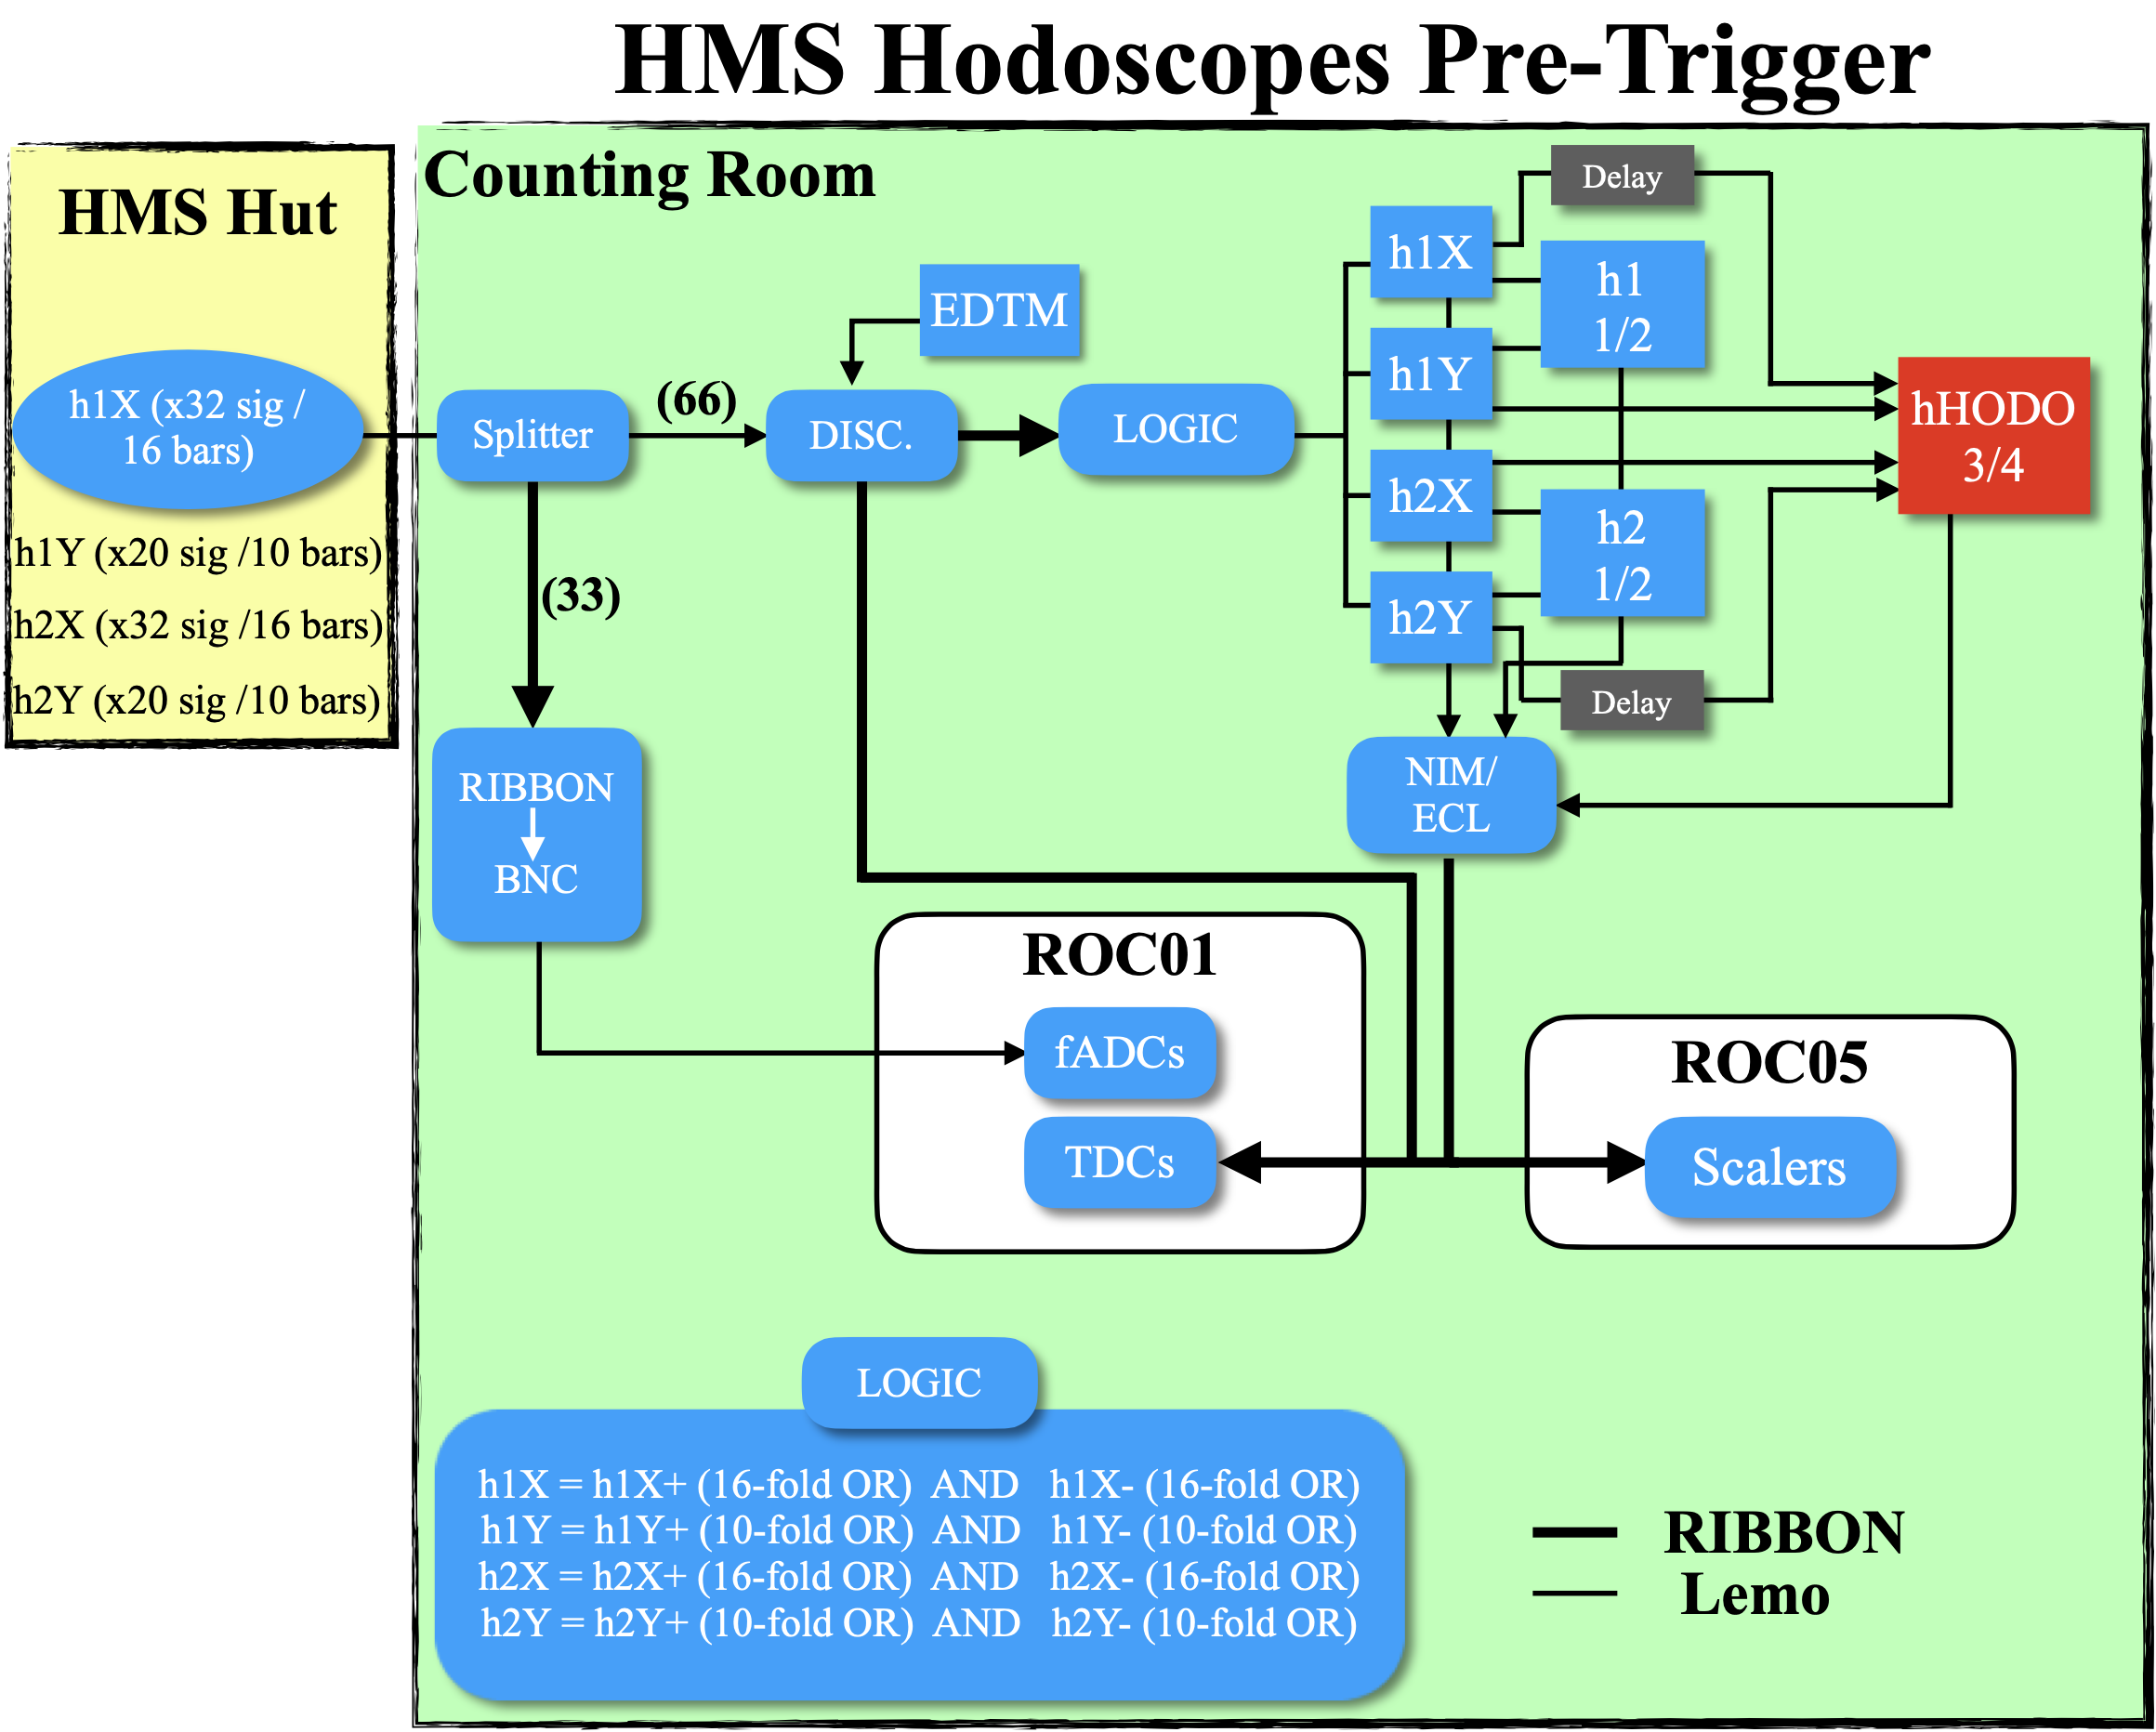 HMS Hodoscopes Pre-Trigger
HMS Hut
h1X (x32 sig /
16 bars)
h1Y (x20 sig /10 bars)
h2X (x32 sig /16 bars)
h2Y (x20 sig /10 bars)
Counting Room
Splitter
(66)
(33)
EDTM
DISC.
LOGIC
h1X
h1Y
h2X
h2Y
Delay
h1
1/2
h2
1/2
Delay
hHODO
3/4
NIM/
ECL
RIBBON
BNC
ROC01
fADCs
TDCs
ROC05
Scalers
LOGIC
h1X = h1X+ (16-fold OR) AND h1X- (16-fold OR)
h1Y = h1Y+ (10-fold OR) AND h1Y- (10-fold OR)
h2X = h2X+ (16-fold OR) AND h2X- (16-fold OR)
h2Y = h2Y+ (10-fold OR) AND h2Y- (10-fold OR)
RIBBON
Lemo